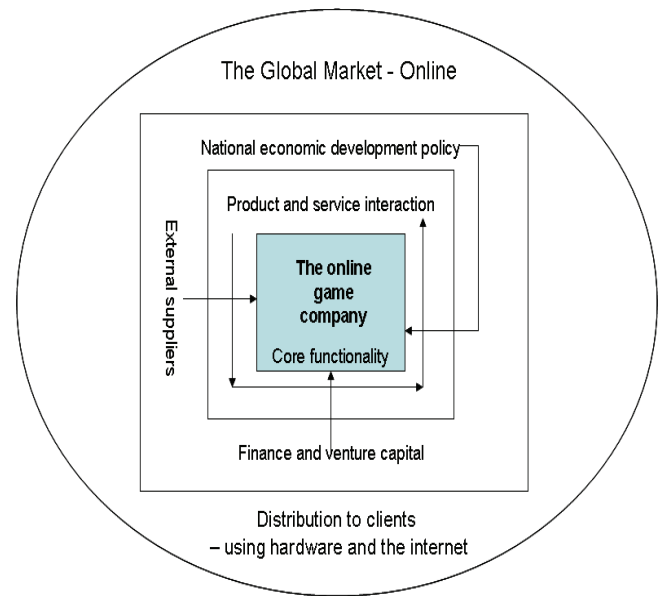 The Global Market - Online
National economic development policy
Product and service interaction
External suppliers
The online
game
company
Core functionality
Finance and venture capital
Distribution to clients
– using hardware and the internet